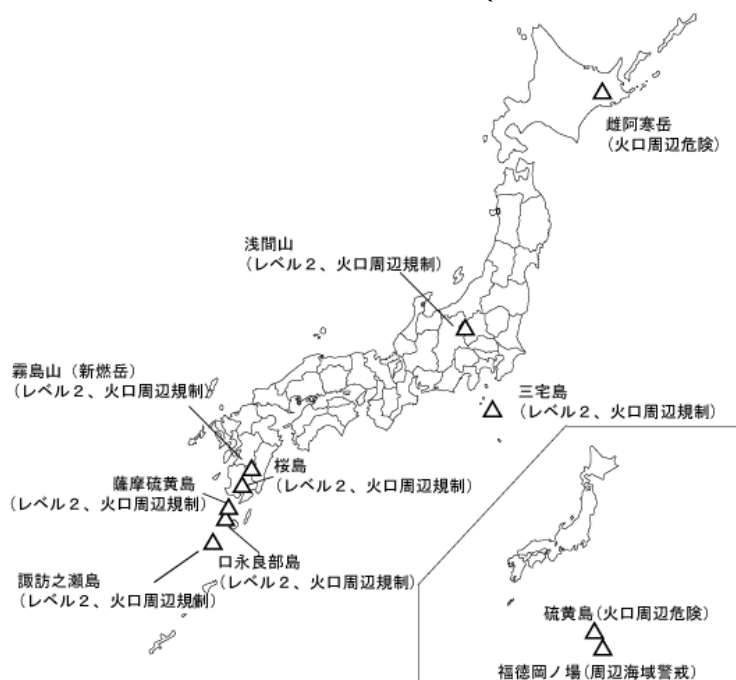 雌阿寒岳
(火口周辺危険)
浅間山
(レベル２、火口周辺規制)
霧島山（新燃岳）
(レベル２、火口周辺規制)
三宅島
(レベル２、火口周辺規制)
桜島
(レベル２、火口周辺規制)
薩摩硫黄島
(レベル２、火口周辺規制)
口永良部島
(レベル２、火口周辺規制)
諏訪之瀬島
(レベル２、火口周辺規制)
硫黄島(火口周辺危険)
福徳岡ノ場(周辺海域警戒)